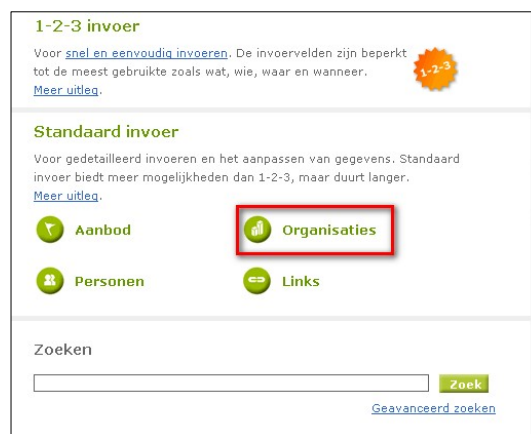 1-2-3 invoer
Voor snel en eenvoudig invoeren. De invoervelden zijn beperkt
tot de meest gebruikte zoals wat, wie, waar en wanneer.
Meer uitleg.
1-2-3
Standaard invoer
Voor gedetailleerd invoeren en het aanpassen van gegevens. Standaard
invoer biedt meer mogelijkheden dan 1-2-3, maar duurt langer.
Meer uitleg.
Aanbod
Organisaties
Personen
Links
Zoeken
Zoek
Geavanceerd zoeken